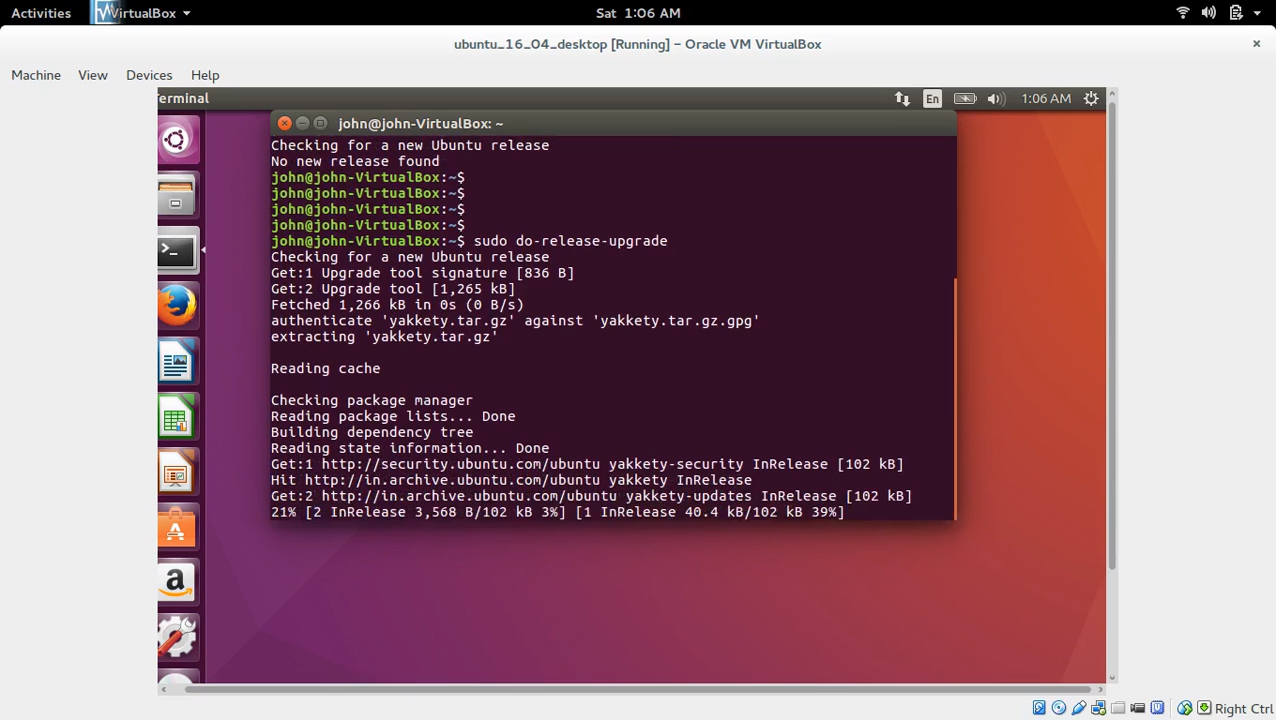 Activities
VirtualBox
Sat 1:06 AM
ubuntu_16_04_desktop [Running] – Oracle VM VirtualBox
Machine View Devices Help
Terminal
En
1:06 AM
john@john-VirtualBox: ~
Checking for a new Ubuntu release
No new release found
john@john-VirtualBox:~$
john@john-VirtualBox:~$
john@john-VirtualBox:~$
john@john-VirtualBox:~$
john@john-VirtualBox:~$ sudo do-release-upgrade
Checking for a new Ubuntu release
Get:1 Upgrade tool signature [836 B]
Get:2 Upgrade tool [1,265 kB]
Fetched 1,266 kB in 0s (0 B/s)
authenticate 'yakkety.tar.gz' against 'yakkety.tar.gz.gpg'
extracting 'yakkety.tar.gz'
Reading cache
Checking package manager
Reading package lists... Done
Building dependency tree
Reading state information... Done
Get:1 http://security.ubuntu.com/ubuntu yakkety-security InRelease [102 kB]
Hit http://in.archive.ubuntu.com/ubuntu yakkety InRelease
Get:2 http://in.archive.ubuntu.com/ubuntu yakkety-updates InRelease [102 kB]
21% [2 InRelease 3,568 B/102 kB 3%] [1 InRelease 40.4 kB/102 kB 39%]
Right Ctrl